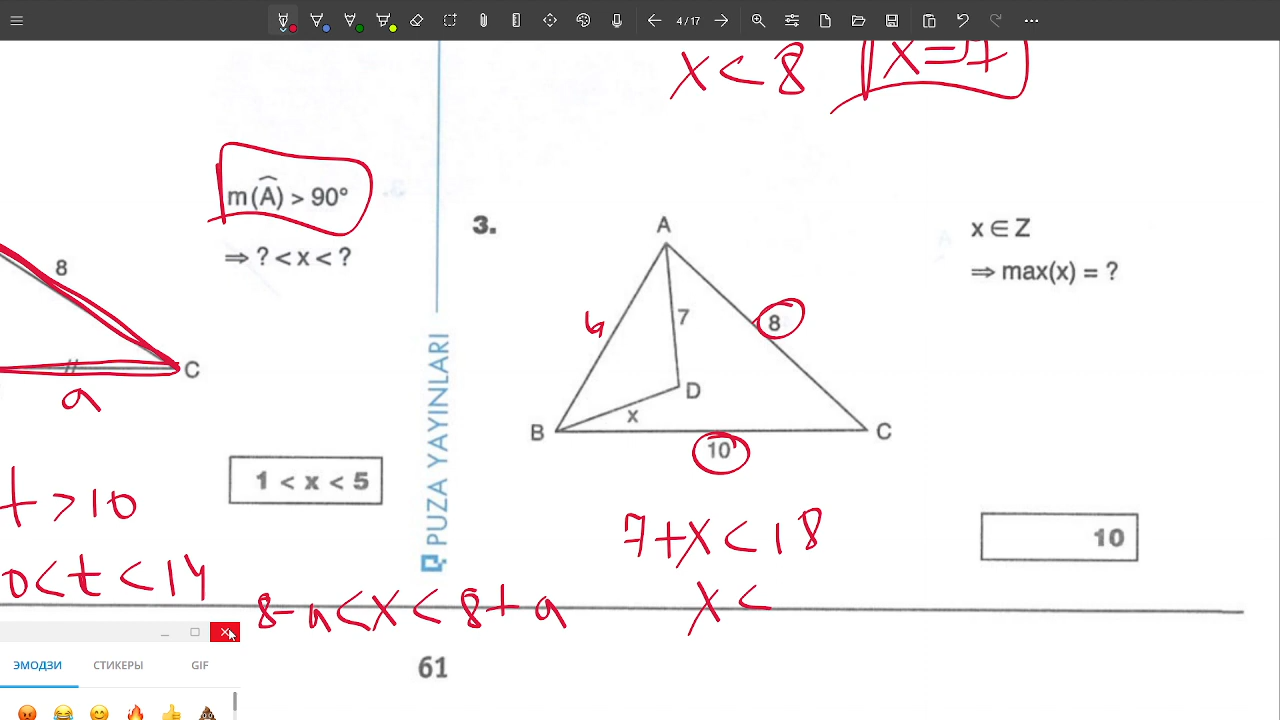 4/17
x < 8
x = 7
m(Â) > 90°
⇒ ? < x < ?
8
C
a
1 < x < 5
t > 10
0 < t < 14
8 - a < x < 8 + a
PUZA YAYINLARI
3.
A
7
8
D
x
B
C
10
x ∈ Z
⇒ max(x) = ?
7 + x < 18
x <
10
61
ЭМОДЗИ
СТИКЕРЫ
GIF